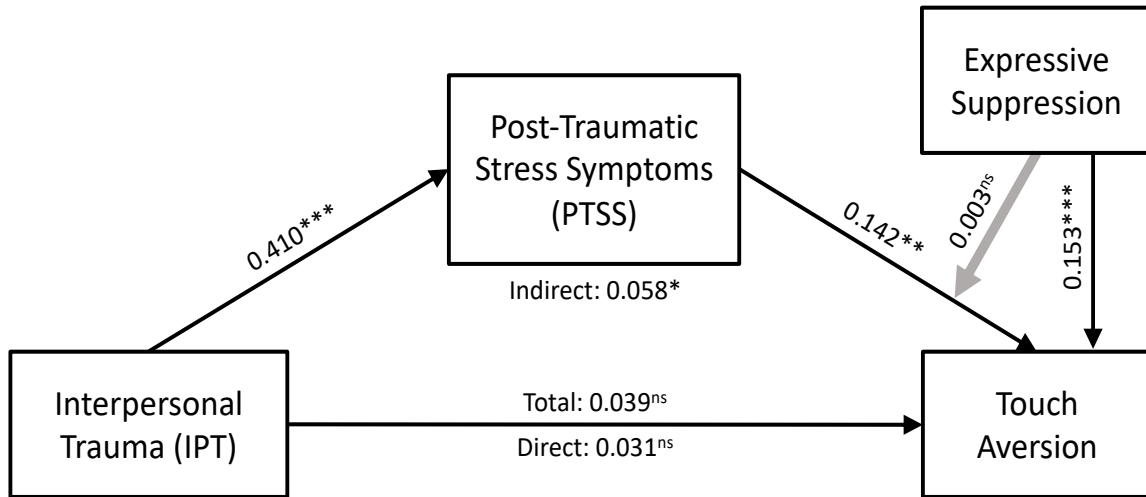 Expressive
Suppression
Post-Traumatic
Stress Symptoms
(PTSS)
0.410***
0.142**
0.003ⁿˢ
0.153***
Indirect: 0.058*
Interpersonal
Trauma (IPT)
Total: 0.039ⁿˢ
Direct: 0.031ⁿˢ
Touch
Aversion